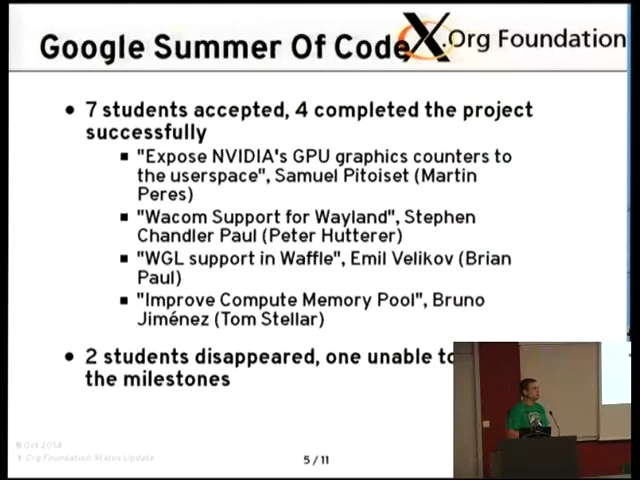 Google Summer Of Code
X.Org Foundation
• 7 students accepted, 4 completed the project
successfully
▪ "Expose NVIDIA's GPU graphics counters to
the userspace", Samuel Pitoiset (Martin
Peres)
▪ "Wacom Support for Wayland", Stephen
Chandler Paul (Peter Hutterer)
▪ "WGL support in Waffle", Emil Velikov (Brian
Paul)
▪ "Improve Compute Memory Pool", Bruno
Jiménez (Tom Stellar)
• 2 students disappeared, one unable to
the milestones
8 Oct 2014
X.Org Foundation Status Update
5 / 11